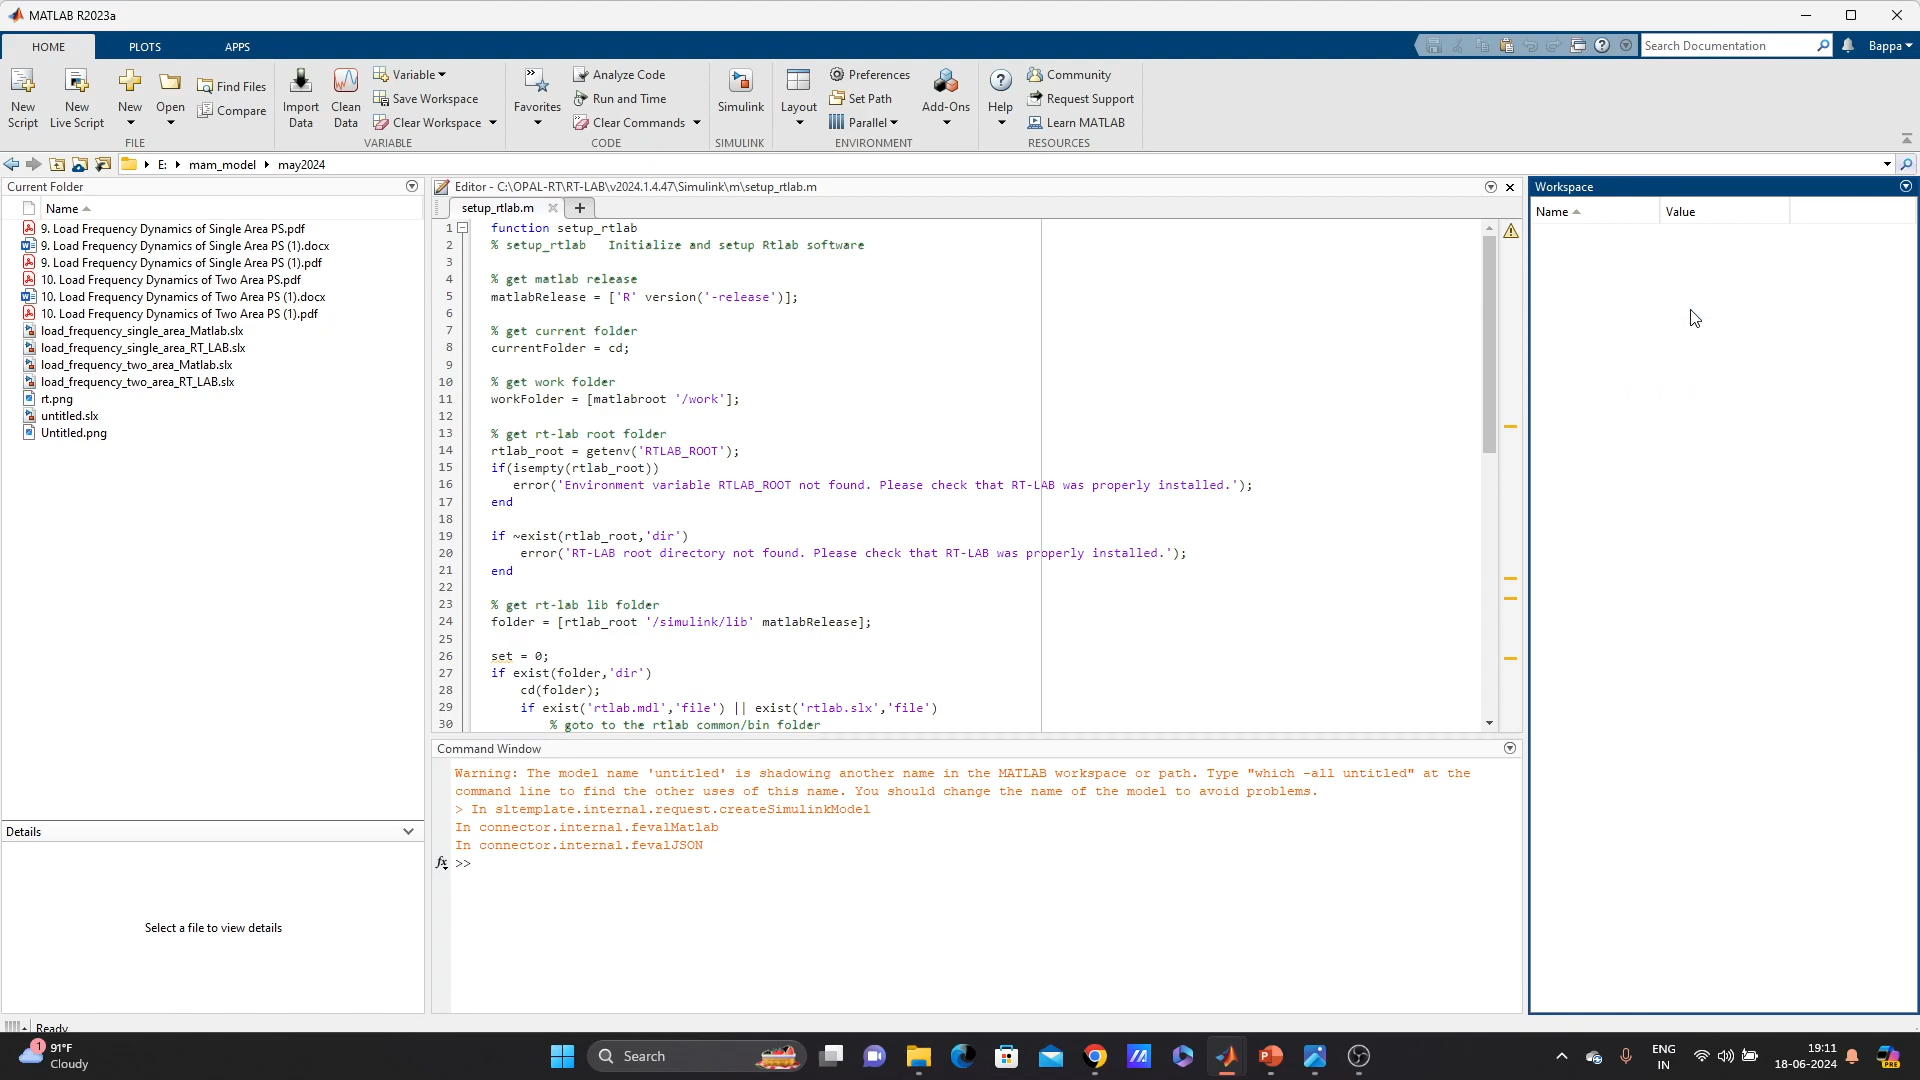 MATLAB R2023a
HOME PLOTS APPS
Search Documentation
Bappa
New Script
New Live Script
New
Open
Find Files
Compare
FILE
Import Data
Clean Data
Variable
Save Workspace
Clear Workspace
VARIABLE
Favorites
Analyze Code
Run and Time
Clear Commands
CODE
Simulink
SIMULINK
Layout
Preferences
Set Path
Parallel
Add-Ons
ENVIRONMENT
Help
Community
Request Support
Learn MATLAB
RESOURCES
E: mam_model may2024
Current Folder
Name
9. Load Frequency Dynamics of Single Area PS.pdf
9. Load Frequency Dynamics of Single Area PS (1).docx
9. Load Frequency Dynamics of Single Area PS (1).pdf
10. Load Frequency Dynamics of Two Area PS.pdf
10. Load Frequency Dynamics of Two Area PS (1).docx
10. Load Frequency Dynamics of Two Area PS (1).pdf
load_frequency_single_area_Matlab.slx
load_frequency_single_area_RT_LAB.slx
load_frequency_two_area_Matlab.slx
load_frequency_two_area_RT_LAB.slx
rt.png
untitled.slx
Untitled.png
Details
Select a file to view details
Editor - C:\OPAL-RT\RT-LAB\v2024.1.4.47\Simulink\m\setup_rtlab.m
setup_rtlab.m
1 function setup_rtlab
2 % setup_rtlab Initialize and setup Rtlab software
3
4 % get matlab release
5 matlabRelease = ['R' version('-release')];
6
7 % get current folder
8 currentFolder = cd;
9
10 % get work folder
11 workFolder = [matlabroot '/work'];
12
13 % get rt-lab root folder
14 rtlab_root = getenv('RTLAB_ROOT');
15 if(isempty(rtlab_root))
16 error('Environment variable RTLAB_ROOT not found. Please check that RT-LAB was properly installed.');
17 end
18
19 if ~exist(rtlab_root,'dir')
20 error('RT-LAB root directory not found. Please check that RT-LAB was properly installed.');
21 end
22
23 % get rt-lab lib folder
24 folder = [rtlab_root '/simulink/lib' matlabRelease];
25
26 set = 0;
27 if exist(folder,'dir')
28 cd(folder);
29 if exist('rtlab.mdl','file') || exist('rtlab.slx','file')
30 % goto to the rtlab common/bin folder
Command Window
Warning: The model name 'untitled' is shadowing another name in the MATLAB workspace or path. Type "which -all untitled" at the
command line to find the other uses of this name. You should change the name of the model to avoid problems.
> In sltemplate.internal.request.createSimulinkModel
In connector.internal.fevalMatlab
In connector.internal.fevalJSON
fx >>
Workspace
Name Value
Ready
1
91°F
Cloudy
Search
ENG
IN
19:11
18-06-2024
PRE